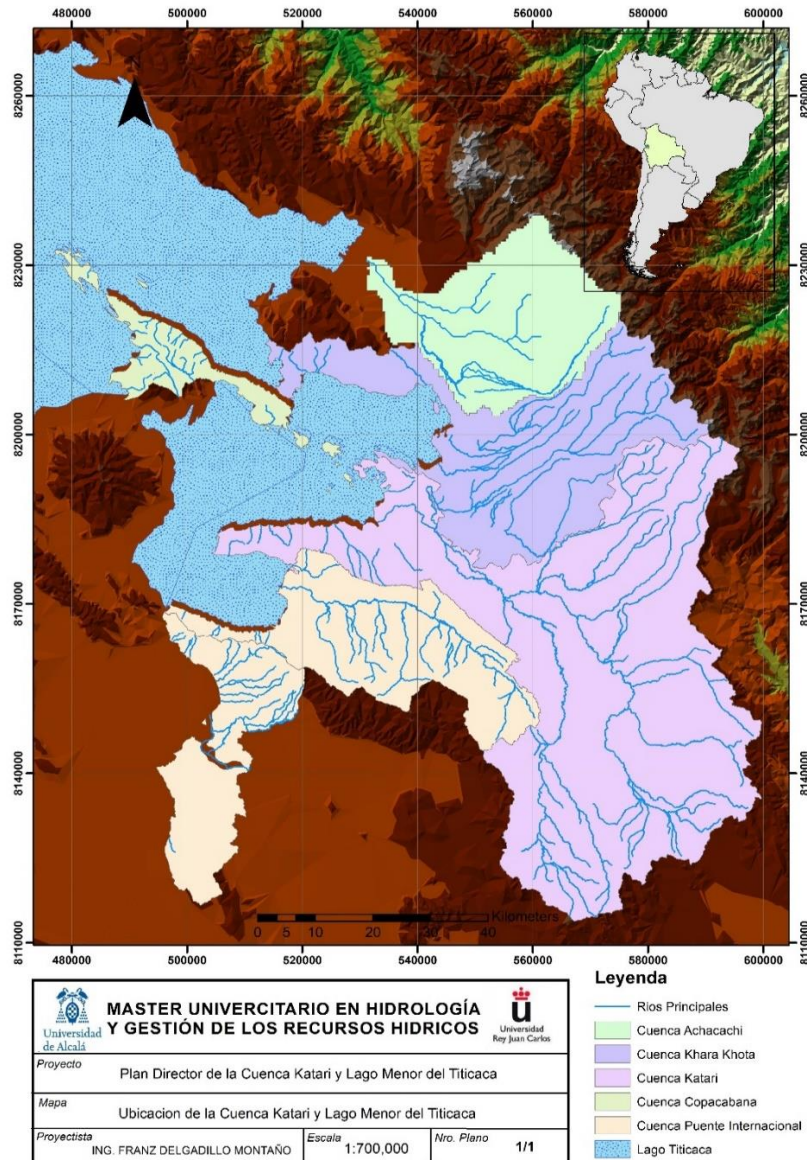 480000 500000 520000 540000 560000 580000 600000
8260000 8260000
8230000 8230000
8200000 8200000
8170000 8170000
8140000 8140000
8110000 8110000
Kilometers
0 5 10 20 30 40
480000 500000 520000 540000 560000 580000 600000
Universidad
de Alcalá
MASTER UNIVERCITARIO EN HIDROLOGÍA
Y GESTIÓN DE LOS RECURSOS HIDRICOS
Universidad
Rey Juan Carlos
Proyecto
Plan Director de la Cuenca Katari y Lago Menor del Titicaca
Mapa
Ubicacion de la Cuenca Katari y Lago Menor del Titicaca
Proyectista
ING. FRANZ DELGADILLO MONTAÑO
Escala
1:700,000
Nro. Plano
1/1
Leyenda
Rios Principales
Cuenca Achacachi
Cuenca Khara Khota
Cuenca Katari
Cuenca Copacabana
Cuenca Puente Internacional
Lago Titicaca